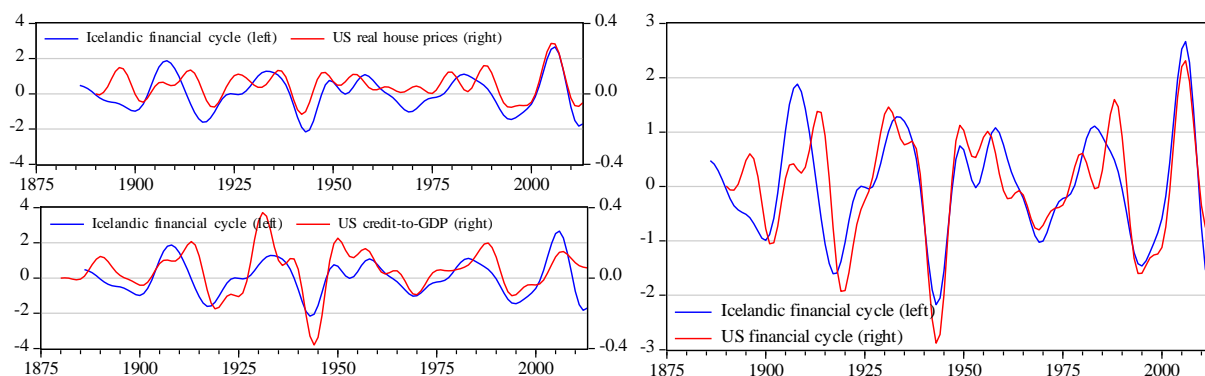 4
2
0
-2
-4
0.4
0.0
-0.4
Icelandic financial cycle (left)
US real house prices (right)
1875 1900 1925 1950 1975 2000
4
2
0
-2
-4
0.4
0.0
-0.4
Icelandic financial cycle (left)
US credit-to-GDP (right)
1875 1900 1925 1950 1975 2000
3
2
1
0
-1
-2
-3
Icelandic financial cycle (left)
US financial cycle (right)
1875 1900 1925 1950 1975 2000